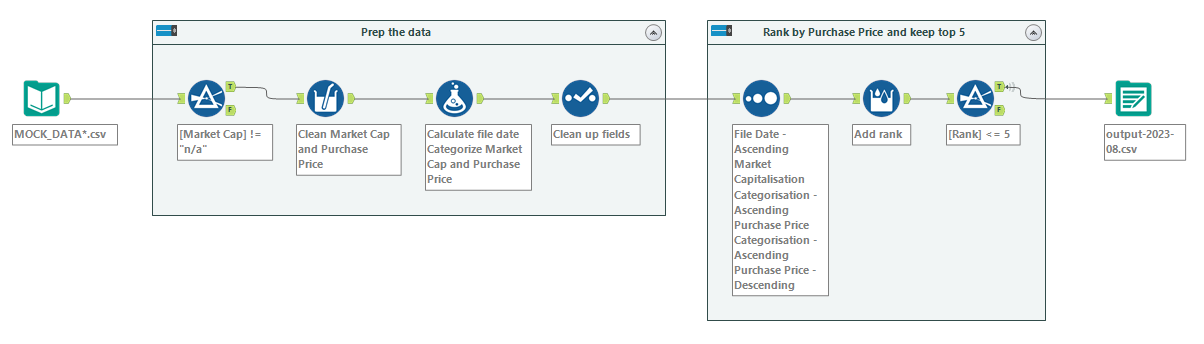 Prep the data
Rank by Purchase Price and keep top 5
T
F
T
F
MOCK_DATA*.csv
[Market Cap] !=
"n/a"
Clean Market Cap
and Purchase
Price
Calculate file date
Categorize Market
Cap and Purchase
Price
Clean up fields
File Date -
Ascending
Market
Capitalisation
Categorisation -
Ascending
Purchase Price
Categorisation -
Ascending
Purchase Price -
Descending
Add rank
[Rank] <= 5
output-2023-
08.csv